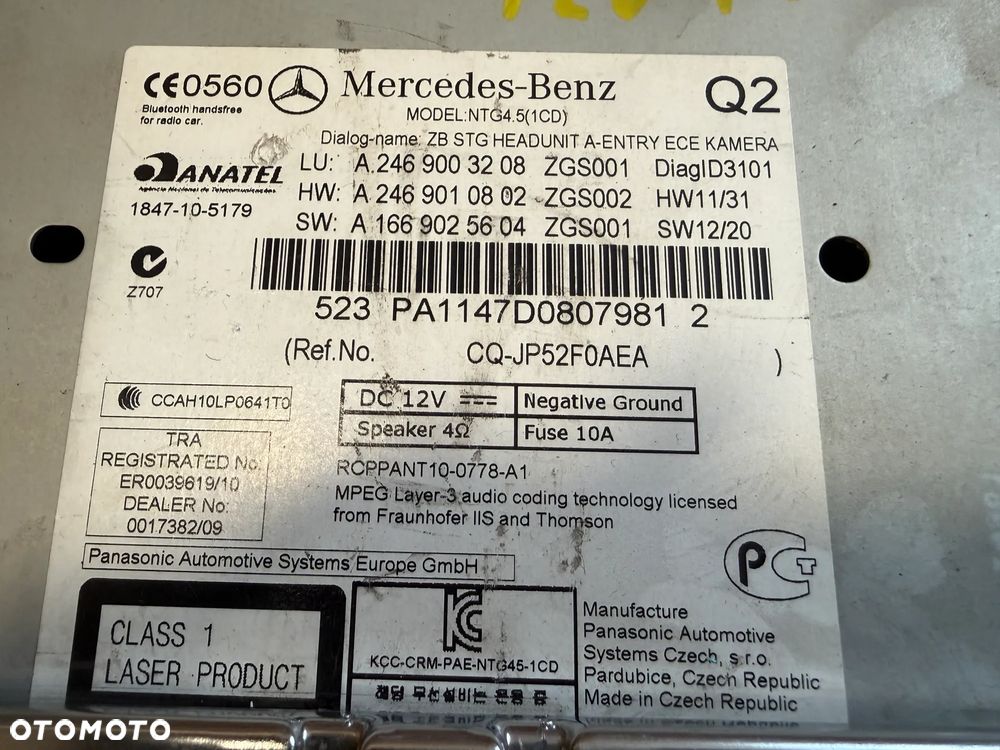 CE0560 Mercedes-Benz Q2
Bluetooth handsfree
for radio car.
MODEL:NTG4.5(1CD)
Dialog-name: ZB STG HEADUNIT A-ENTRY ECE KAMERA
ANATEL
Agência Nacional de Telecomunicações
1847-10-5179
LU: A 246 900 32 08 ZGS001 DiagID3101
HW: A 246 901 08 02 ZGS002 HW11/31
SW: A 166 902 56 04 ZGS001 SW12/20
Z707
523 PA1147D0807981 2
(Ref.No. CQ-JP52F0AEA )
CCAH10LP0641T0
DC 12V Negative Ground
Speaker 4Ω Fuse 10A
TRA
REGISTRATED No:
ER0039619/10
DEALER No:
0017382/09
RCPPANT10-0778-A1
MPEG Layer-3 audio coding technology licensed
from Fraunhofer IIS and Thomson
Panasonic Automotive Systems Europe GmbH
CLASS 1
LASER PRODUCT
KCC-CRM-PAE-NTG45-1CD
Manufacture
Panasonic Automotive
Systems Czech, s.r.o.
Pardubice, Czech Republic
Made in Czech Republic
OTOMOTO